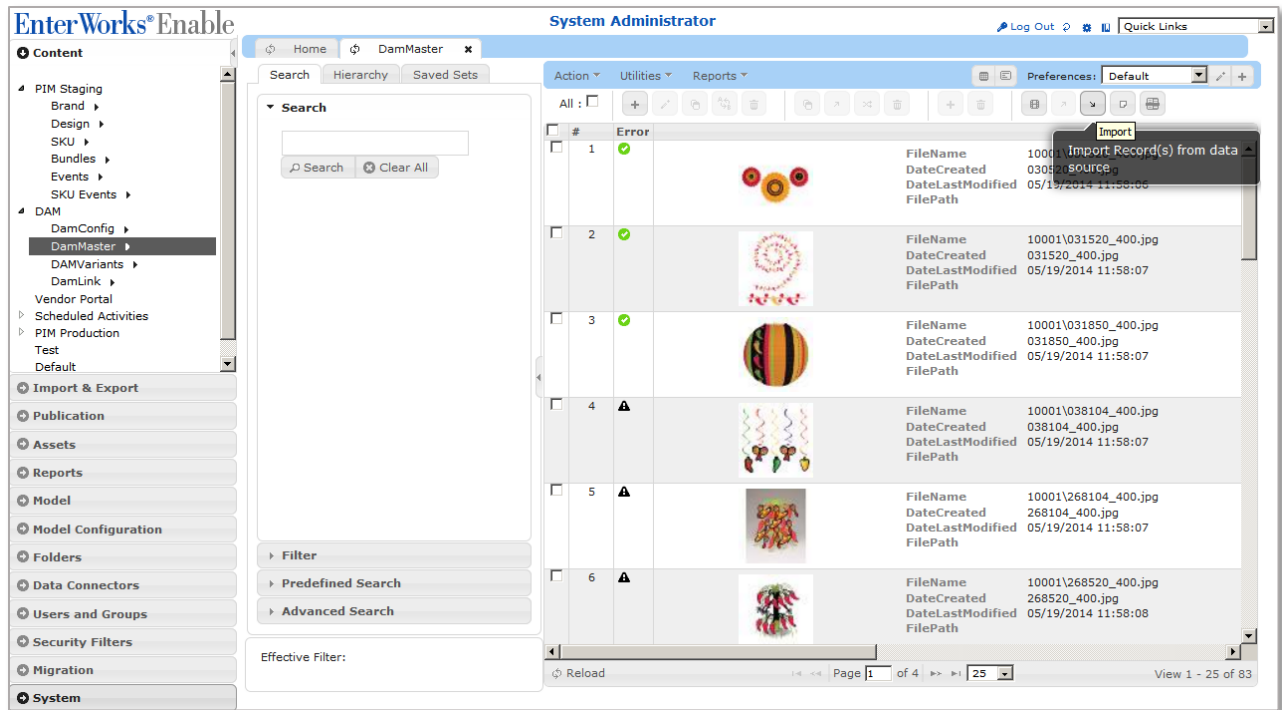 EnterWorks® Enable
System Administrator
Log Out
Quick Links
Content
PIM Staging
Brand
Design
SKU
Bundles
Events
SKU Events
DAM
DamConfig
DamMaster
DAMVariants
DamLink
Vendor Portal
Scheduled Activities
PIM Production
Test
Default
Import & Export
Publication
Assets
Reports
Model
Model Configuration
Folders
Data Connectors
Users and Groups
Security Filters
Migration
System
Home
DamMaster
Search
Hierarchy
Saved Sets
Search
Search
Clear All
Filter
Predefined Search
Advanced Search
Effective Filter:
Action
Utilities
Reports
Preferences: Default
All :
Import
Import Record(s) from data source
# Error
1
FileName
DateCreated
DateLastModified 05/19/2014 11:58:06
FilePath
2
FileName 10001\031520_400.jpg
DateCreated 031520_400.jpg
DateLastModified 05/19/2014 11:58:07
FilePath
3
FileName 10001\031850_400.jpg
DateCreated 031850_400.jpg
DateLastModified 05/19/2014 11:58:07
FilePath
4
FileName 10001\038104_400.jpg
DateCreated 038104_400.jpg
DateLastModified 05/19/2014 11:58:07
FilePath
5
FileName 10001\268104_400.jpg
DateCreated 268104_400.jpg
DateLastModified 05/19/2014 11:58:07
FilePath
6
FileName 10001\268520_400.jpg
DateCreated 268520_400.jpg
DateLastModified 05/19/2014 11:58:08
FilePath
Reload
Page 1 of 4
25
View 1 - 25 of 83